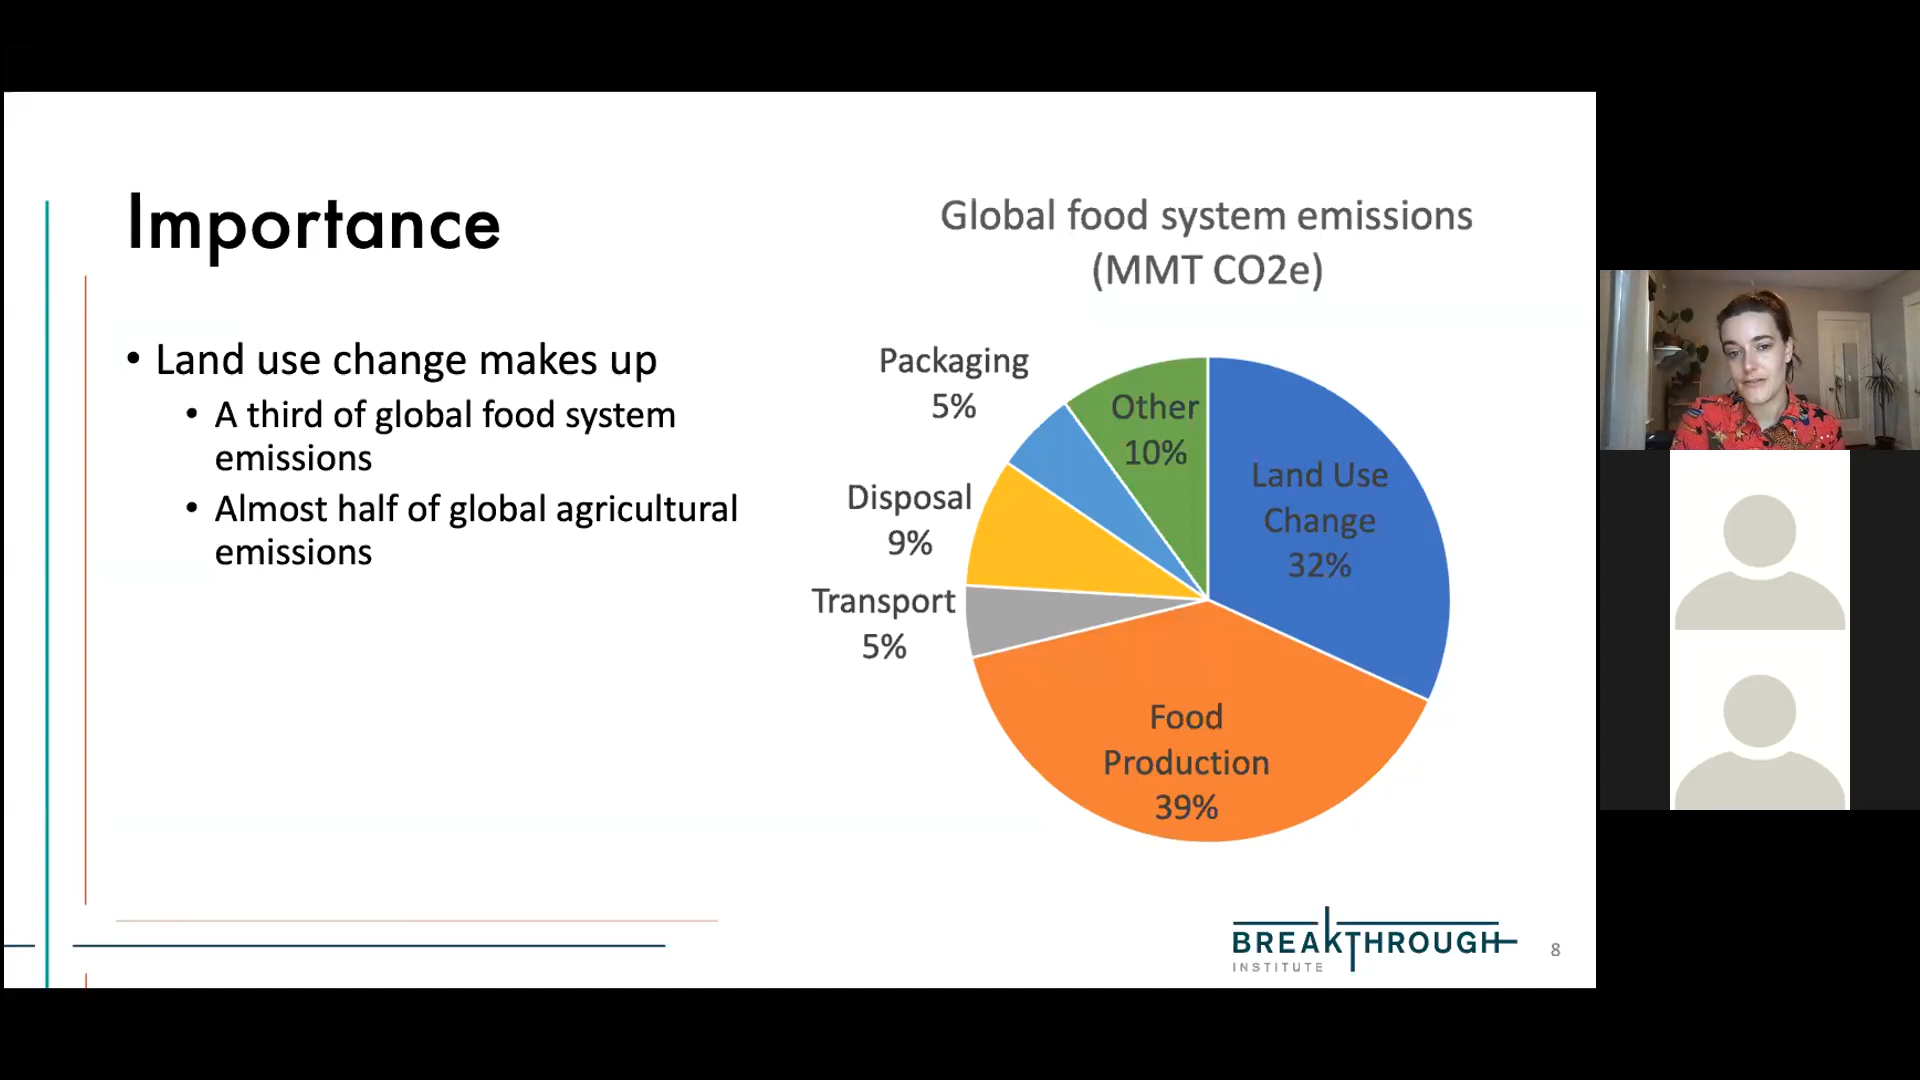 Importance
• Land use change makes up
• A third of global food system
emissions
• Almost half of global agricultural
emissions
Global food system emissions
(MMT CO2e)
Packaging
5%
Other
10%
Land Use
Change
32%
Disposal
9%
Transport
5%
Food
Production
39%
BREAKTHROUGH
INSTITUTE
8